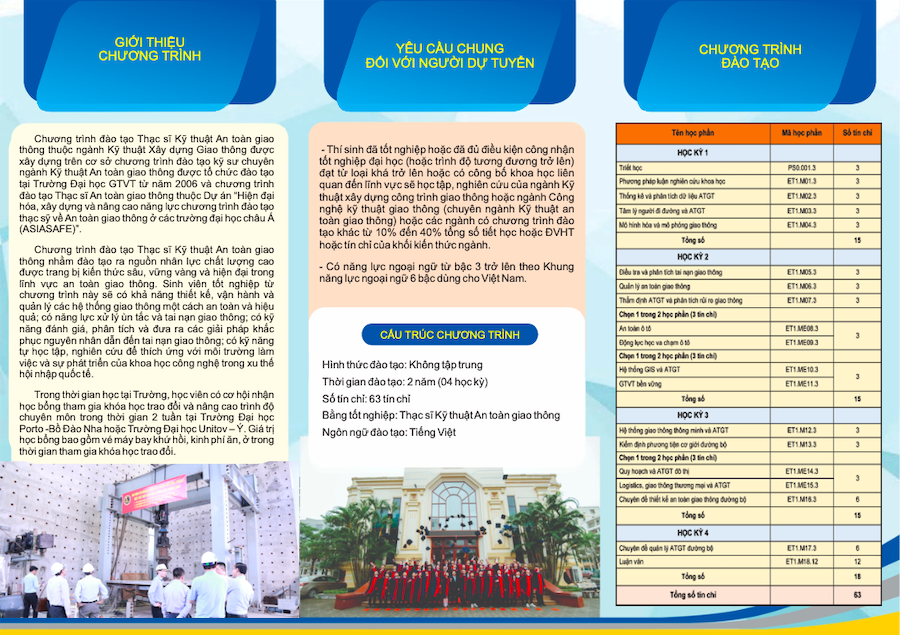 GIỚI THIỆU
CHƯƠNG TRÌNH
Chương trình đào tạo Thạc sĩ Kỹ thuật An toàn giao
thông thuộc ngành Kỹ thuật Xây dựng Giao thông được
xây dựng trên cơ sở chương trình đào tạo kỹ sư chuyên
ngành Kỹ thuật An toàn giao thông được tổ chức đào tạo
tại Trường Đại học GTVT từ năm 2006 và chương trình
đào tạo Thạc sĩ An toàn giao thông thuộc Dự án “Hiện đại
hóa, xây dựng và nâng cao năng lực chương trình đào tạo
thạc sỹ về An toàn giao thông ở các trường đại học châu Á
(ASIASAFE)”.
Chương trình đào tạo Thạc sĩ Kỹ thuật An toàn giao
thông nhằm đào tạo ra nguồn nhân lực chất lượng cao
được trang bị kiến thức sâu, vững vàng và hiện đại trong
lĩnh vực an toàn giao thông. Sinh viên tốt nghiệp từ
chương trình này sẽ có khả năng thiết kế, vận hành và
quản lý các hệ thống giao thông một cách an toàn và hiệu
quả; có năng lực xử lý ùn tắc và tai nạn giao thông; có kỹ
năng đánh giá, phân tích và đưa ra các giải pháp khắc
phục nguyên nhân dẫn đến tai nạn giao thông; có kỹ năng
tự học tập, nghiên cứu để thích ứng với môi trường làm
việc và sự phát triển của khoa học công nghệ trong xu thế
hội nhập quốc tế.
Trong thời gian học tại Trường, học viên có cơ hội nhận
học bổng tham gia khóa học trao đổi và nâng cao trình độ
chuyên môn trong thời gian 2 tuần tại Trường Đại học
Porto -Bồ Đào Nha hoặc Trường Đại học Unitov – Ý. Giá trị
học bổng bao gồm vé máy bay khứ hồi, kinh phí ăn, ở trong
thời gian tham gia khóa học trao đổi.
YÊU CẦU CHUNG
ĐỐI VỚI NGƯỜI DỰ TUYỂN
- Thí sinh đã tốt nghiệp hoặc đã đủ điều kiện công nhận
tốt nghiệp đại học (hoặc trình độ tương đương trở lên)
đạt từ loại khá trở lên hoặc có công bố khoa học liên
quan đến lĩnh vực sẽ học tập, nghiên cứu của ngành Kỹ
thuật xây dựng công trình giao thông hoặc ngành Công
nghệ kỹ thuật giao thông (chuyên ngành Kỹ thuật an
toàn giao thông) hoặc các ngành có chương trình đào
tạo khác từ 10% đến 40% tổng số tiết học hoặc ĐVHT
hoặc tín chỉ của khối kiến thức ngành.
- Có năng lực ngoại ngữ từ bậc 3 trở lên theo Khung
năng lực ngoại ngữ 6 bậc dùng cho Việt Nam.
CẤU TRÚC CHƯƠNG TRÌNH
Hình thức đào tạo: Không tập trung
Thời gian đào tạo: 2 năm (04 học kỳ)
Số tín chỉ: 63 tín chỉ
Bằng tốt nghiệp: Thạc sĩ Kỹ thuật An toàn giao thông
Ngôn ngữ đào tạo: Tiếng Việt
CHƯƠNG TRÌNH
ĐÀO TẠO
Tên học phần Mã học phần Số tín chỉ
HỌC KỲ 1
Triết học PS0.001.3 3
Phương pháp luận nghiên cứu khoa học ET1.M01.3 3
Thống kê và phân tích dữ liệu ATGT ET1.M02.3 3
Tâm lý người đi đường và ATGT ET1.M03.3 3
Mô hình hóa và mô phỏng giao thông ET1.M04.3 3
Tổng số 15
HỌC KỲ 2
Điều tra và phân tích tai nạn giao thông ET1.M05.3 3
Quản lý an toàn giao thông ET1.M06.3 3
Thẩm định ATGT và phân tích rủi ro giao thông ET1.M07.3 3
Chọn 1 trong 2 học phần (3 tín chỉ)
An toàn ô tô ET1.ME08.3 3
Động lực học va chạm ô tô ET1.ME09.3
Chọn 1 trong 2 học phần (3 tín chỉ)
Hệ thống GIS và ATGT ET1.ME10.3 3
GTVT bền vững ET1.ME11.3
Tổng số 15
HỌC KỲ 3
Hệ thống giao thông thông minh và ATGT ET1.M12.3 3
Kiểm định phương tiện cơ giới đường bộ ET1.M13.3 3
Chọn 1 trong 2 học phần (3 tín chỉ)
Quy hoạch và ATGT đô thị ET1.ME14.3 3
Logistics, giao thông thương mại và ATGT ET1.ME15.3
Chuyên đề thiết kế an toàn giao thông đường bộ ET1.M16.3 6
Tổng số 15
HỌC KỲ 4
Chuyên đề quản lý ATGT đường bộ ET1.M17.3 6
Luận văn ET1.M18.12 12
Tổng số 18
Tổng số tín chỉ 63